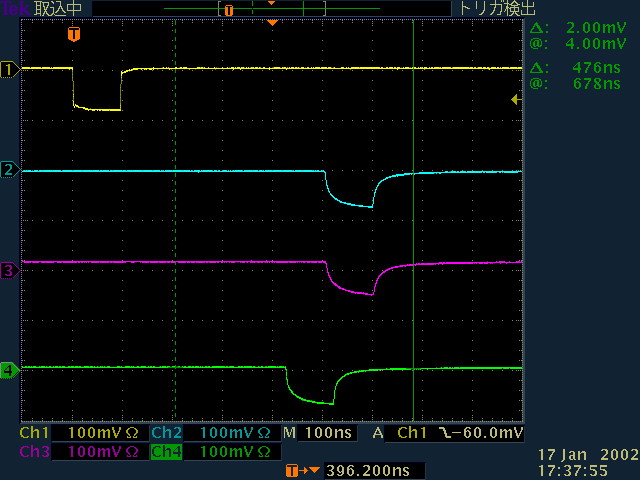 Tek 取込中 [ T ] トリガ検出
Δ: 2.00mV
@: 4.00mV
Δ: 476ns
@: 678ns
T
1
2
3
4
Ch1 100mV Ω Ch2 100mV Ω M 100ns A Ch1 -60.0mV
Ch3 100mV Ω Ch4 100mV Ω
T 396.200ns
17 Jan 2002
17:37:55